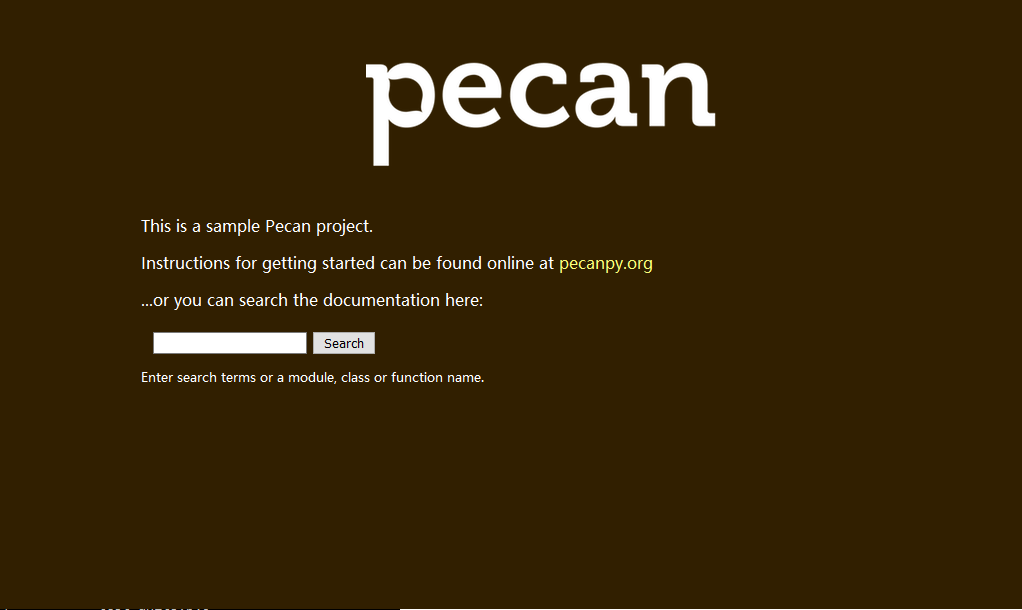 pecan
This is a sample Pecan project.
Instructions for getting started can be found online at pecanpy.org
...or you can search the documentation here:
Search
Enter search terms or a module, class or function name.